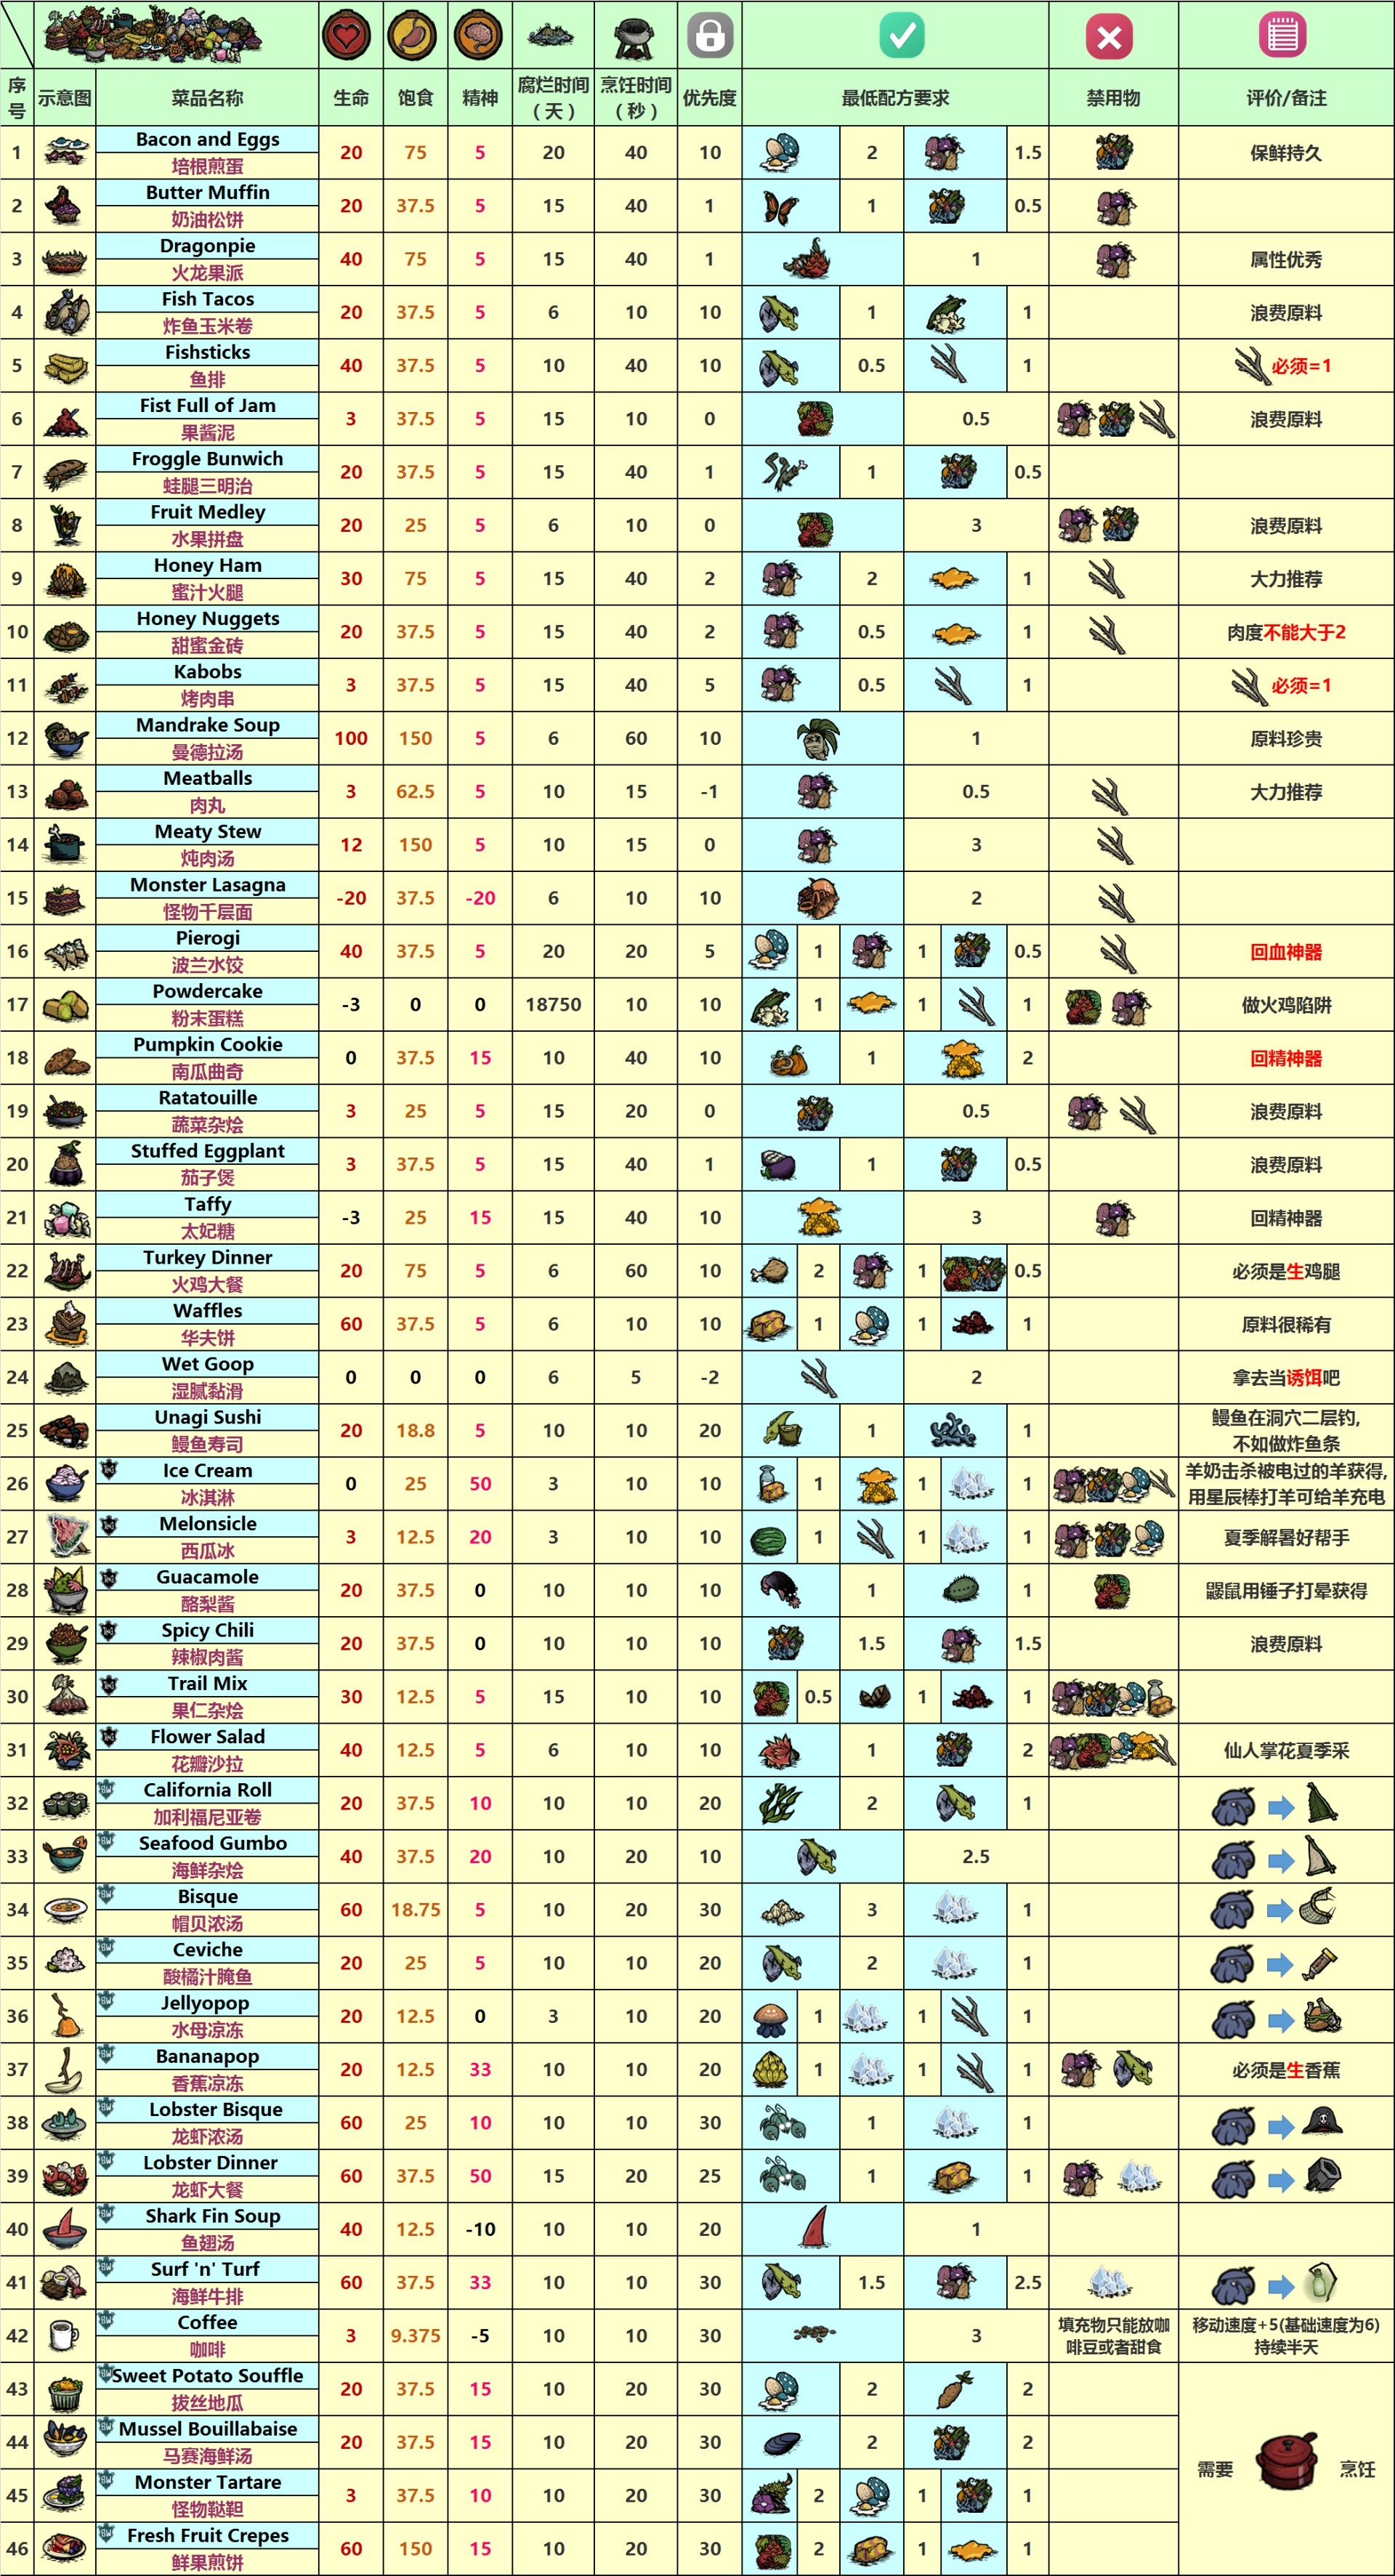 序号 示意图 菜品名称 生命 饱食 精神 腐烂时间（天） 烹饪时间（秒） 优先度 最低配方要求 禁用物 评价/备注
1 Bacon and Eggs 20 75 5 20 40 10 2 1.5 保鲜持久
培根煎蛋
2 Butter Muffin 20 37.5 5 15 40 1 1 0.5
奶油松饼
3 Dragonpie 40 75 5 15 40 1 1 属性优秀
火龙果派
4 Fish Tacos 20 37.5 5 6 10 10 1 1 浪费原料
炸鱼玉米卷
5 Fishsticks 40 37.5 5 10 40 10 0.5 1 必须=1
鱼排
6 Fist Full of Jam 3 37.5 5 15 10 0 0.5 浪费原料
果酱泥
7 Froggle Bunwich 20 37.5 5 15 40 1 1 0.5
蛙腿三明治
8 Fruit Medley 20 25 5 6 10 0 3 浪费原料
水果拼盘
9 Honey Ham 30 75 5 15 40 2 2 1 大力推荐
蜜汁火腿
10 Honey Nuggets 20 37.5 5 15 40 2 0.5 1 肉度不能大于2
甜蜜金砖
11 Kabobs 3 37.5 5 15 40 5 0.5 1 必须=1
烤肉串
12 Mandrake Soup 100 150 5 6 60 10 1 原料珍贵
曼德拉汤
13 Meatballs 3 62.5 5 10 15 -1 0.5 大力推荐
肉丸
14 Meaty Stew 12 150 5 10 15 0 3
炖肉汤
15 Monster Lasagna -20 37.5 -20 6 10 10 2
怪物千层面
16 Pierogi 40 37.5 5 20 20 5 1 1 0.5 回血神器
波兰水饺
17 Powdercake -3 0 0 18750 10 10 1 1 1 做火鸡陷阱
粉末蛋糕
18 Pumpkin Cookie 0 37.5 15 10 40 10 1 2 回精神器
南瓜曲奇
19 Ratatouille 3 25 5 15 20 0 0.5 浪费原料
蔬菜杂烩
20 Stuffed Eggplant 3 37.5 5 15 40 1 1 0.5 浪费原料
茄子煲
21 Taffy -3 25 15 15 40 10 3 回精神器
太妃糖
22 Turkey Dinner 20 75 5 6 60 10 2 1 0.5 必须是生鸡腿
火鸡大餐
23 Waffles 60 37.5 5 6 10 10 1 1 1 原料很稀有
华夫饼
24 Wet Goop 0 0 0 6 5 -2 2 拿去当诱饵吧
湿腻黏滑
25 Unagi Sushi 20 18.8 5 10 10 20 1 1 鳗鱼在洞穴二层钓,
鳗鱼寿司 不如做炸鱼条
26 Ice Cream 0 25 50 3 10 10 1 1 1 羊奶击杀被电过的羊获得,
冰淇淋 用星辰棒打羊可给羊充电
27 Melonsicle 3 12.5 20 3 10 10 1 1 1 夏季解暑好帮手
西瓜冰
28 Guacamole 20 37.5 0 10 10 10 1 1 鼹鼠用锤子打晕获得
酪梨酱
29 Spicy Chili 20 37.5 0 10 10 10 1.5 1.5 浪费原料
辣椒肉酱
30 Trail Mix 30 12.5 5 15 10 10 0.5 1 1
果仁杂烩
31 Flower Salad 40 12.5 5 6 10 10 1 2 仙人掌花夏季采
花瓣沙拉
32 California Roll 20 37.5 10 10 10 20 2 1
加利福尼亚卷
33 Seafood Gumbo 40 37.5 20 10 20 10 2.5
海鲜杂烩
34 Bisque 60 18.75 5 10 20 30 3 1
帽贝浓汤
35 Ceviche 20 25 5 10 10 20 2 1
酸橘汁腌鱼
36 Jellyopop 20 12.5 0 3 10 20 1 1 1
水母凉冻
37 Bananapop 20 12.5 33 10 10 20 1 1 1 必须是生香蕉
香蕉凉冻
38 Lobster Bisque 60 25 10 10 10 30 1 1
龙虾浓汤
39 Lobster Dinner 60 37.5 50 15 20 25 1 1
龙虾大餐
40 Shark Fin Soup 40 12.5 -10 10 10 20 1
鱼翅汤
41 Surf 'n' Turf 60 37.5 33 10 10 30 1.5 2.5
海鲜牛排
42 Coffee 3 9.375 -5 10 10 30 3 填充物只能放咖 移动速度+5(基础速度为6)
咖啡 啡豆或者甜食 持续半天
43 Sweet Potato Souffle 20 37.5 15 10 20 30 2 2
拔丝地瓜
44 Mussel Bouillabaise 20 37.5 15 10 20 30 2 2
马赛海鲜汤
需要 烹饪
45 Monster Tartare 3 37.5 10 10 20 30 2 1 1
怪物鞑靼
46 Fresh Fruit Crepes 60 150 15 10 20 30 2 1 1
鲜果煎饼